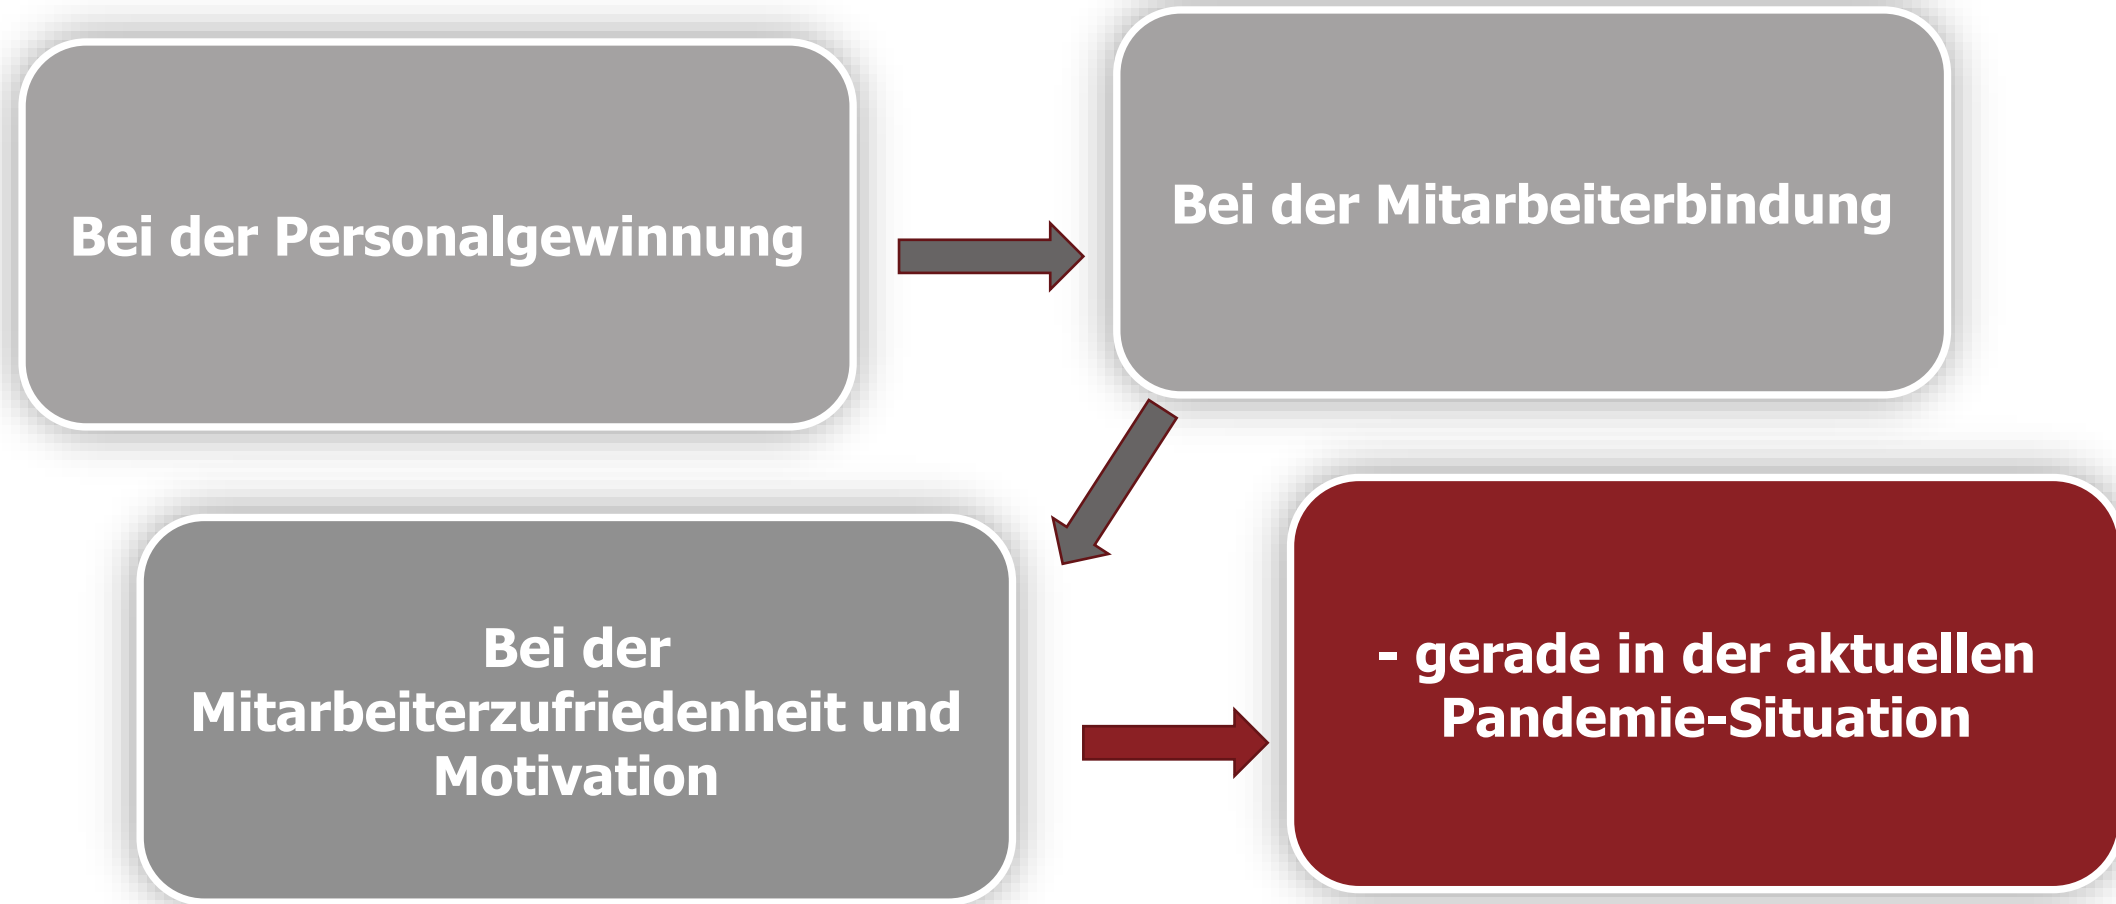 Bei der Personalgewinnung
Bei der Mitarbeiterbindung
Bei der
Mitarbeiterzufriedenheit und
Motivation
- gerade in der aktuellen
Pandemie-Situation